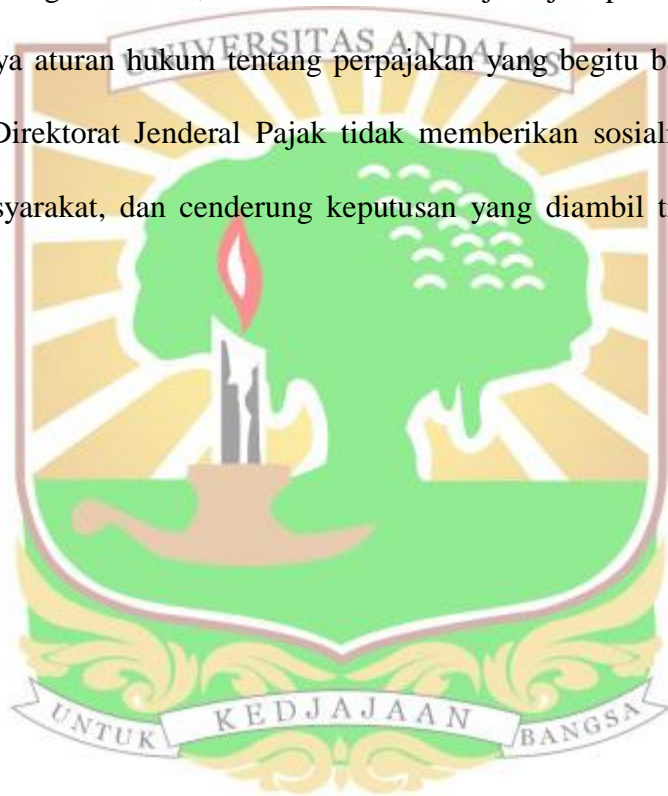 UNIVERSITAS ANDALAS
ya aturan hukum tentang perpajakan yang begitu
Direktorat Jenderal Pajak tidak memberikan sosiali
syarakat, dan cenderung keputusan yang diambil
UNTUK KEDJAJAAN BANGSA